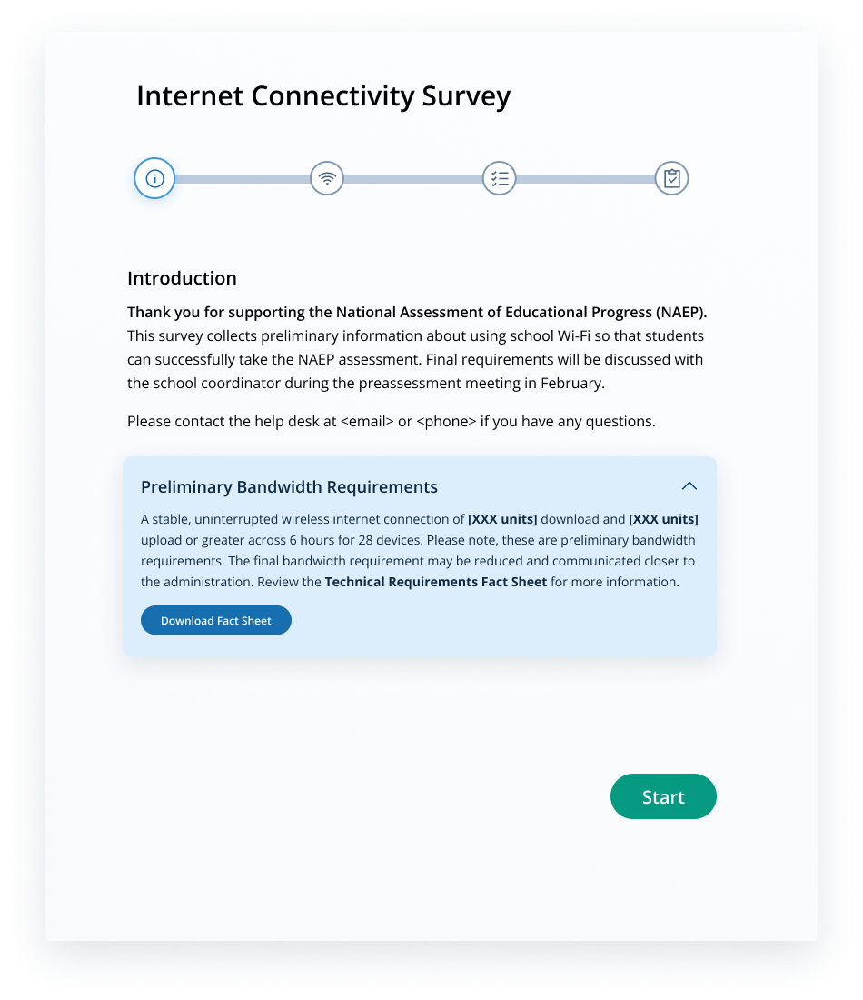 Internet Connectivity Survey
Introduction
Thank you for supporting the National Assessment of Educational Progress (NAEP).
This survey collects preliminary information about using school Wi-Fi so that students
can successfully take the NAEP assessment. Final requirements will be discussed with
the school coordinator during the preassessment meeting in February.
Please contact the help desk at <email> or <phone> if you have any questions.
Preliminary Bandwidth Requirements
A stable, uninterrupted wireless internet connection of [XXX units] download and [XXX units]
upload or greater across 6 hours for 28 devices. Please note, these are preliminary bandwidth
requirements. The final bandwidth requirement may be reduced and communicated closer to
the administration. Review the Technical Requirements Fact Sheet for more information.
Download Fact Sheet
Start